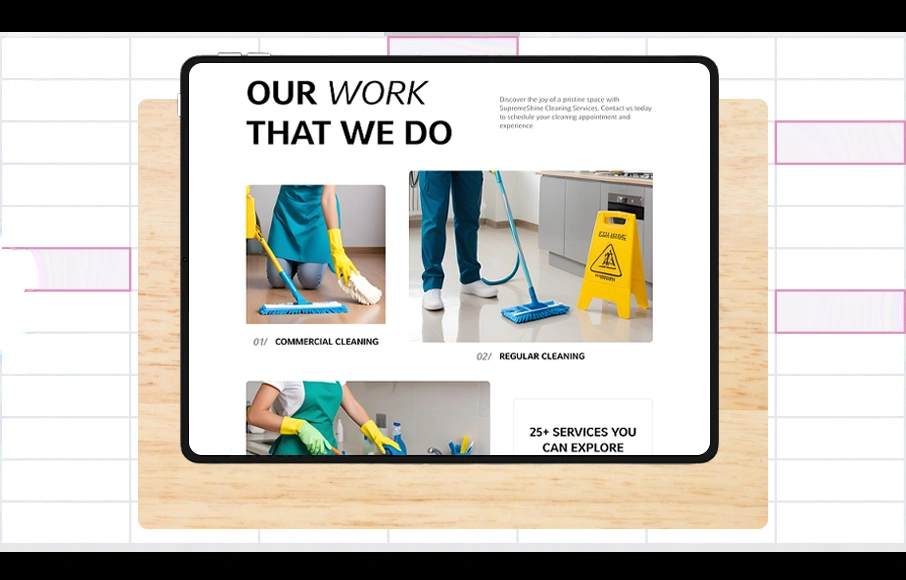 OUR WORK
THAT WE DO
Discover the joy of a pristine space with
SupremeShine Cleaning Services. Contact us today
to schedule your cleaning appointment and
experience
01/ COMMERCIAL CLEANING
02/ REGULAR CLEANING
25+ SERVICES YOU
CAN EXPLORE